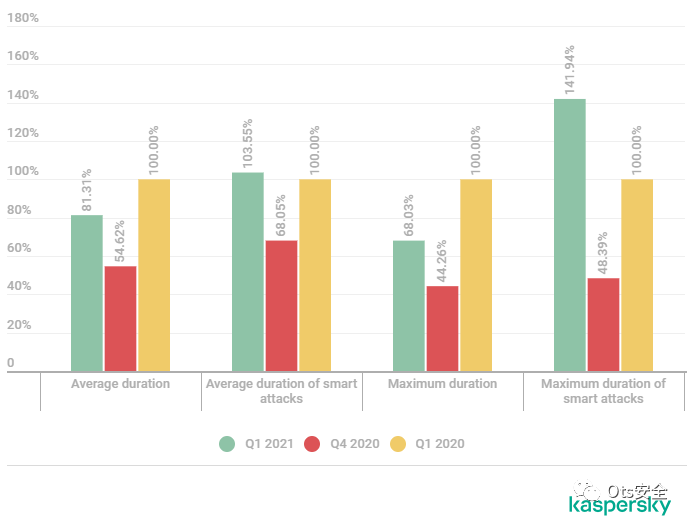 180%
160%
140%
120%
100%
80%
60%
40%
20%
0
81.31%
54.62%
100.00%
103.55%
68.05%
100.00%
68.03%
44.26%
100.00%
141.94%
48.39%
100.00%
Average duration
Average duration of smart
attacks
Maximum duration
Maximum duration of
smart attacks
Q1 2021 Q4 2020 Q1 2020
Ots安全
kaspersky